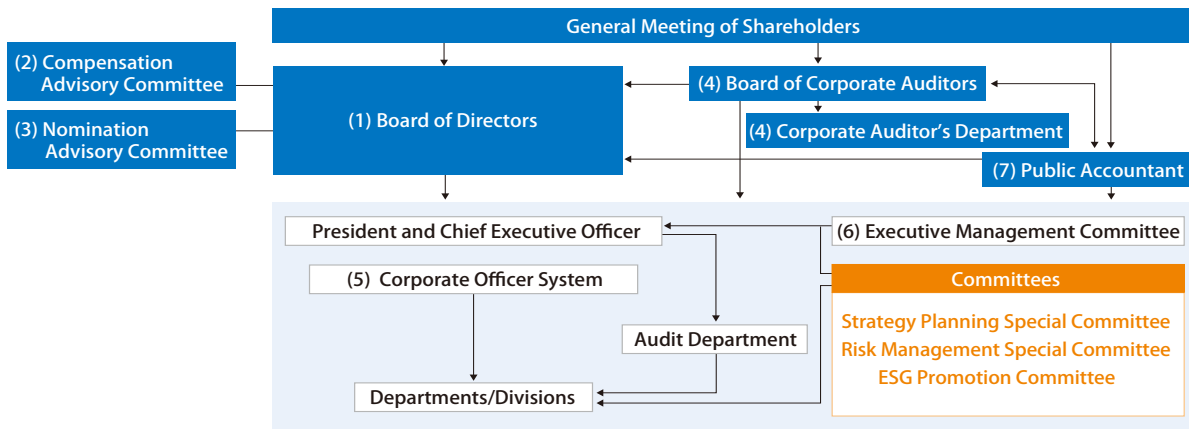 General Meeting of Shareholders
(2) Compensation
Advisory Committee
(3) Nomination
Advisory Committee
(1) Board of Directors
(4) Board of Corporate Auditors
(4) Corporate Auditor’s Department
(7) Public Accountant
President and Chief Executive Officer
(6) Executive Management Committee
(5) Corporate Officer System
Committees
Strategy Planning Special Committee
Risk Management Special Committee
ESG Promotion Committee
Audit Department
Departments/Divisions